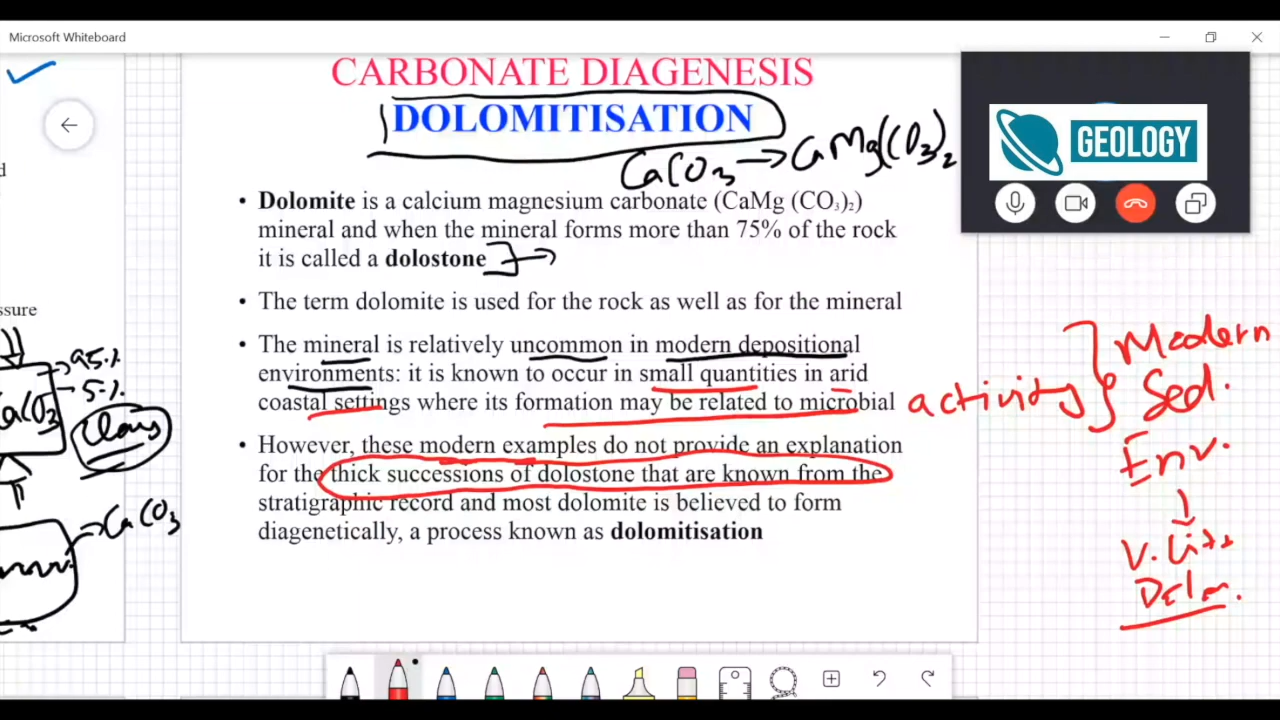 Microsoft Whiteboard
CARBONATE DIAGENESIS
DOLOMITISATION
CaCO3 → CaMg(CO3)2
GEOLOGY
• Dolomite is a calcium magnesium carbonate (CaMg (CO₃)₂)
mineral and when the mineral forms more than 75% of the rock
it is called a dolostone
• The term dolomite is used for the rock as well as for the mineral
• The mineral is relatively uncommon in modern depositional
environments: it is known to occur in small quantities in arid
coastal settings where its formation may be related to microbial
activity
• However, these modern examples do not provide an explanation
for the thick successions of dolostone that are known from the
stratigraphic record and most dolomite is believed to form
diagenetically, a process known as dolomitisation
Modern
Sed.
Env.
↓
d
ssure
95%
5%
CaCO3
Clays
CaCO3